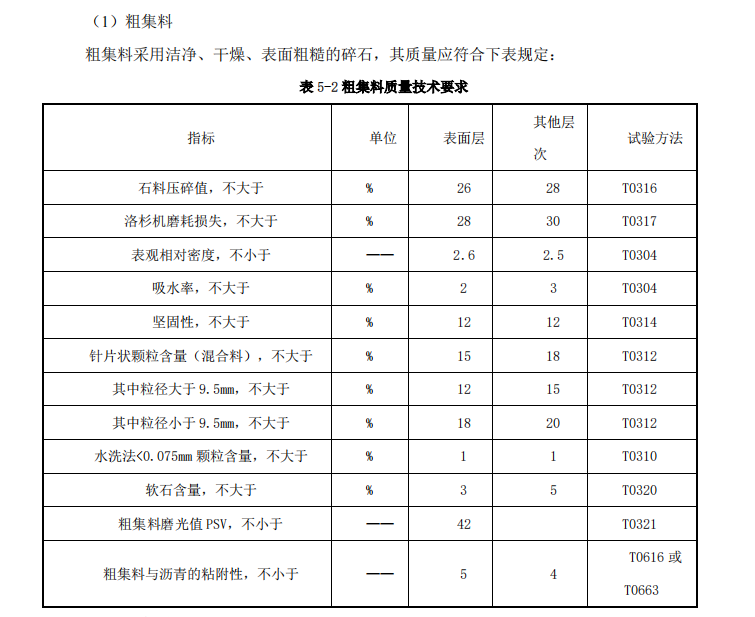 （1）粗集料
粗集料采用洁净、干燥、表面粗糙的碎石，其质量应符合下表规定：
表 5-2 粗集料质量技术要求
指标 单位 表面层 其他层次 试验方法
石料压碎值，不大于 % 26 28 T0316
洛杉机磨耗损失，不大于 % 28 30 T0317
表观相对密度，不小于 —— 2.6 2.5 T0304
吸水率，不大于 % 2 3 T0304
坚固性，不大于 % 12 12 T0314
针片状颗粒含量（混合料），不大于 % 15 18 T0312
其中粒径大于 9.5mm，不大于 % 12 15 T0312
其中粒径小于 9.5mm，不大于 % 18 20 T0312
水洗法<0.075mm 颗粒含量，不大于 % 1 1 T0310
软石含量，不大于 % 3 5 T0320
粗集料磨光值 PSV，不小于 —— 42 T0321
粗集料与沥青的粘附性，不小于 —— 5 4 T0616 或 T0663